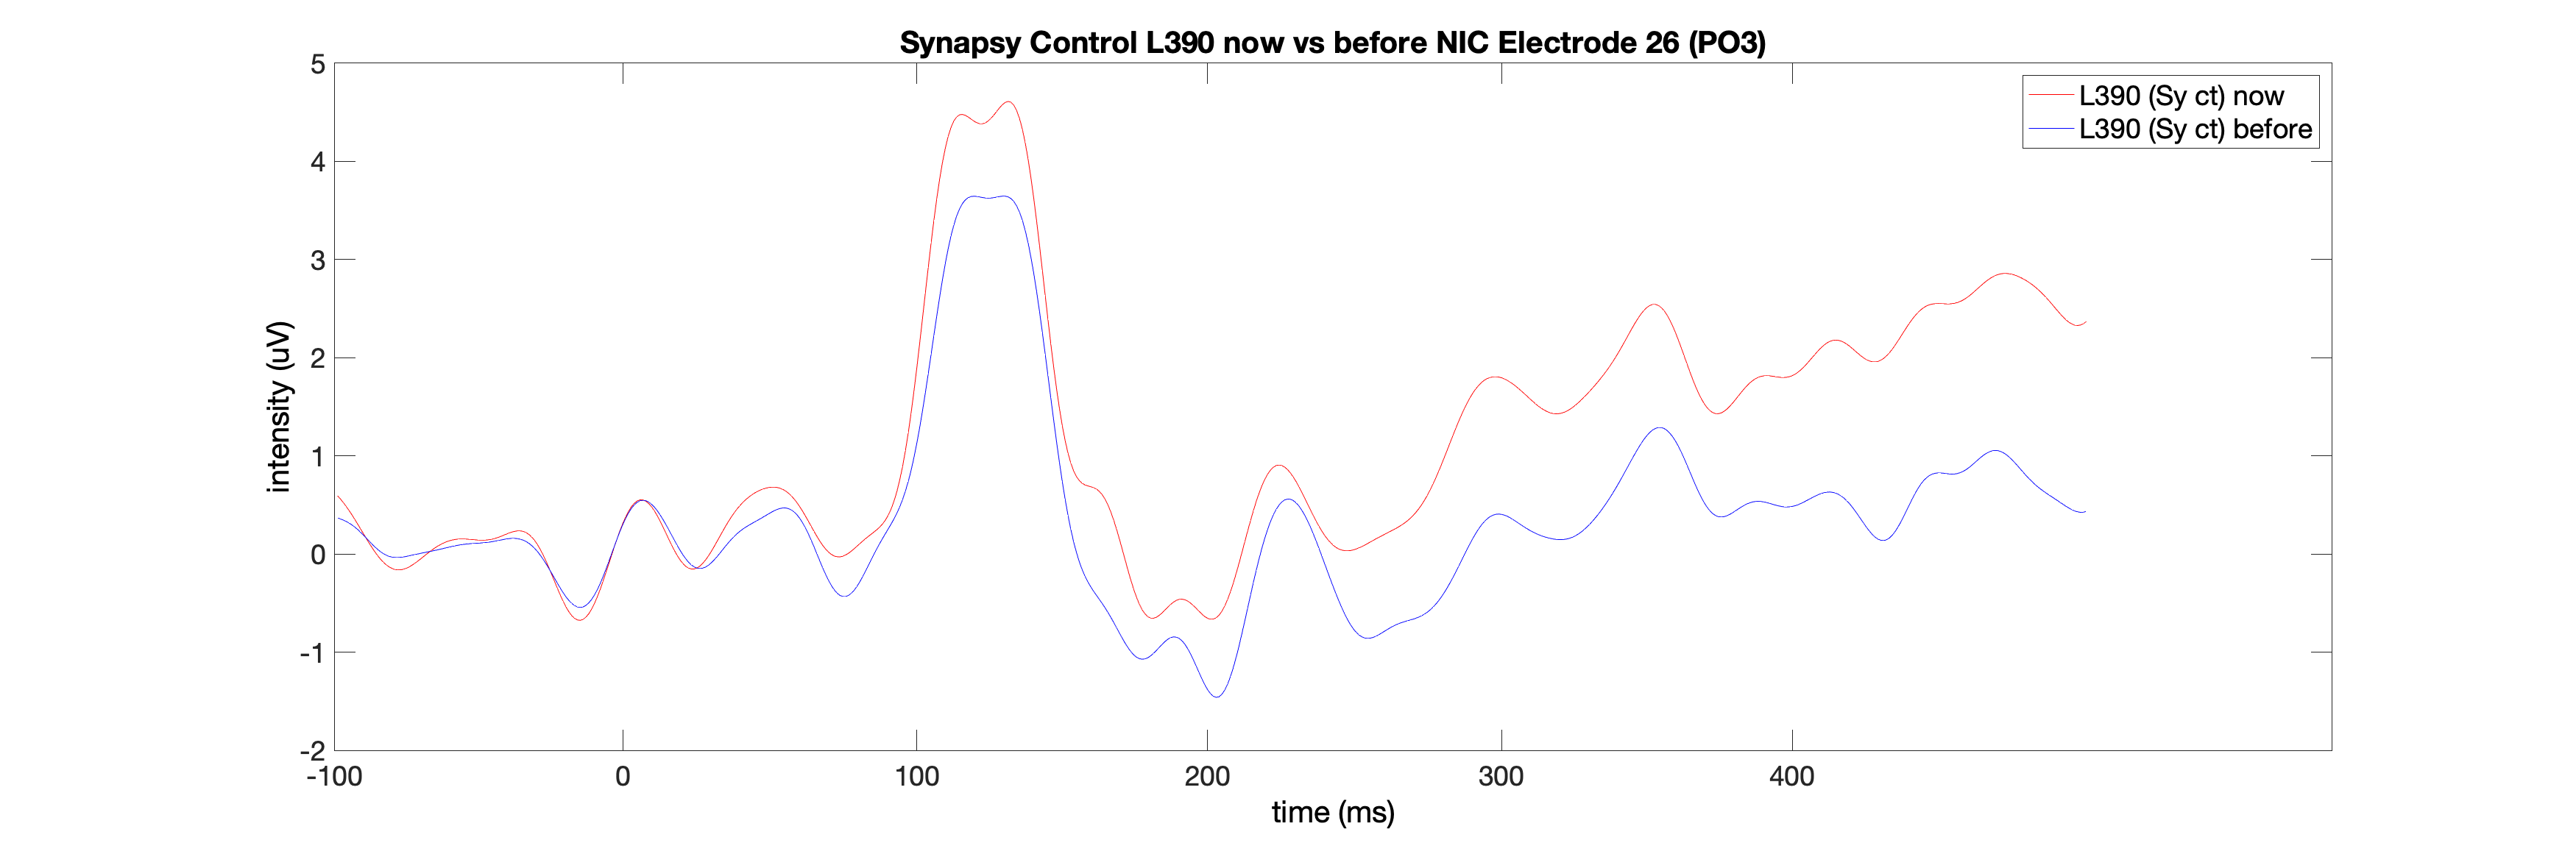 Synapsy Control L390 now vs before NIC Electrode 26 (PO3)
5
4
3
2
1
0
-1
-2
intensity (uV)
L390 (Sy ct) now
L390 (Sy ct) before
-100 0 100 200 300 400
time (ms)